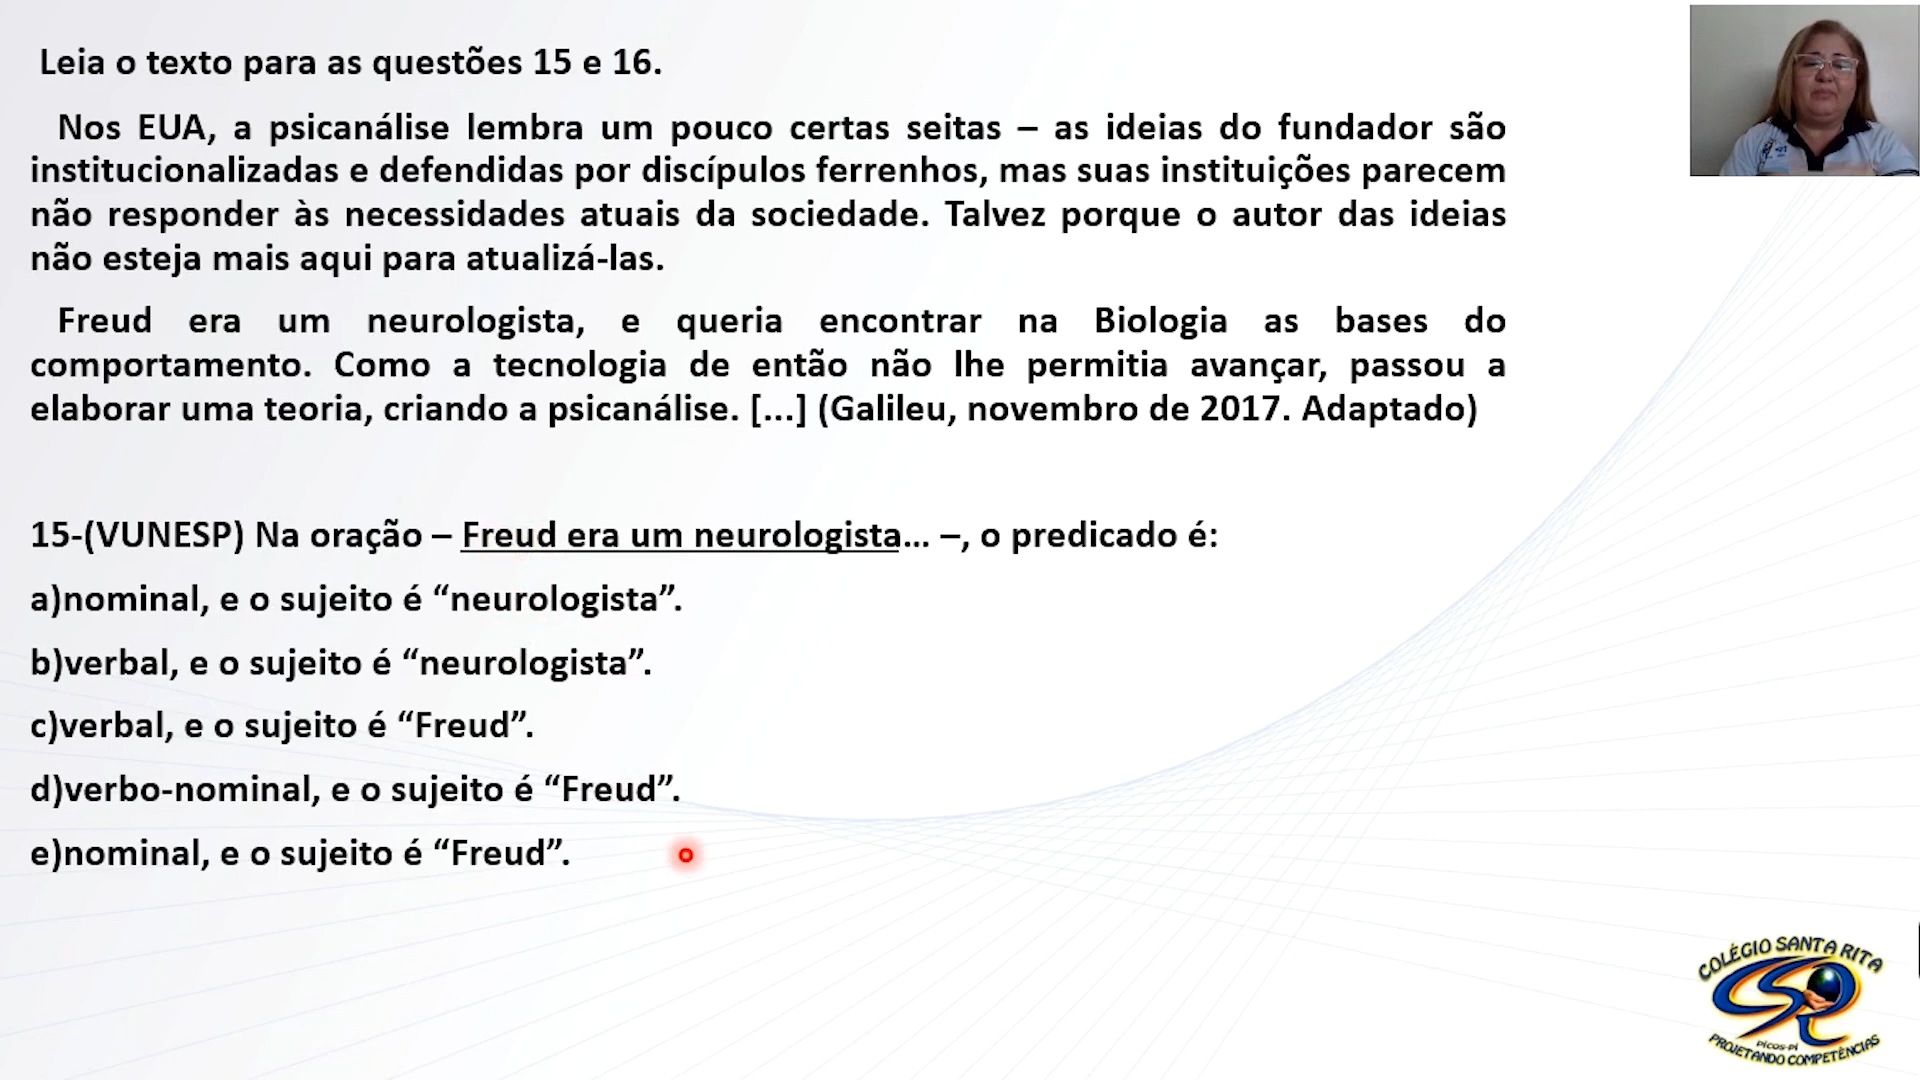 Leia o texto para as questões 15 e 16.
Nos EUA, a psicanálise lembra um pouco certas seitas – as ideias do fundador são
institucionalizadas e defendidas por discípulos ferrenhos, mas suas instituições parecem
não responder às necessidades atuais da sociedade. Talvez porque o autor das ideias
não esteja mais aqui para atualizá-las.
Freud era um neurologista, e queria encontrar na Biologia as bases do
comportamento. Como a tecnologia de então não lhe permitia avançar, passou a
elaborar uma teoria, criando a psicanálise. [...] (Galileu, novembro de 2017. Adaptado)
15-(VUNESP) Na oração – Freud era um neurologista... –, o predicado é:
a)nominal, e o sujeito é “neurologista”.
b)verbal, e o sujeito é “neurologista”.
c)verbal, e o sujeito é “Freud”.
d)verbo-nominal, e o sujeito é “Freud”.
e)nominal, e o sujeito é “Freud”.
COLÉGIO SANTA RITA
PICOS-PI
PROJETANDO COMPETÊNCIAS